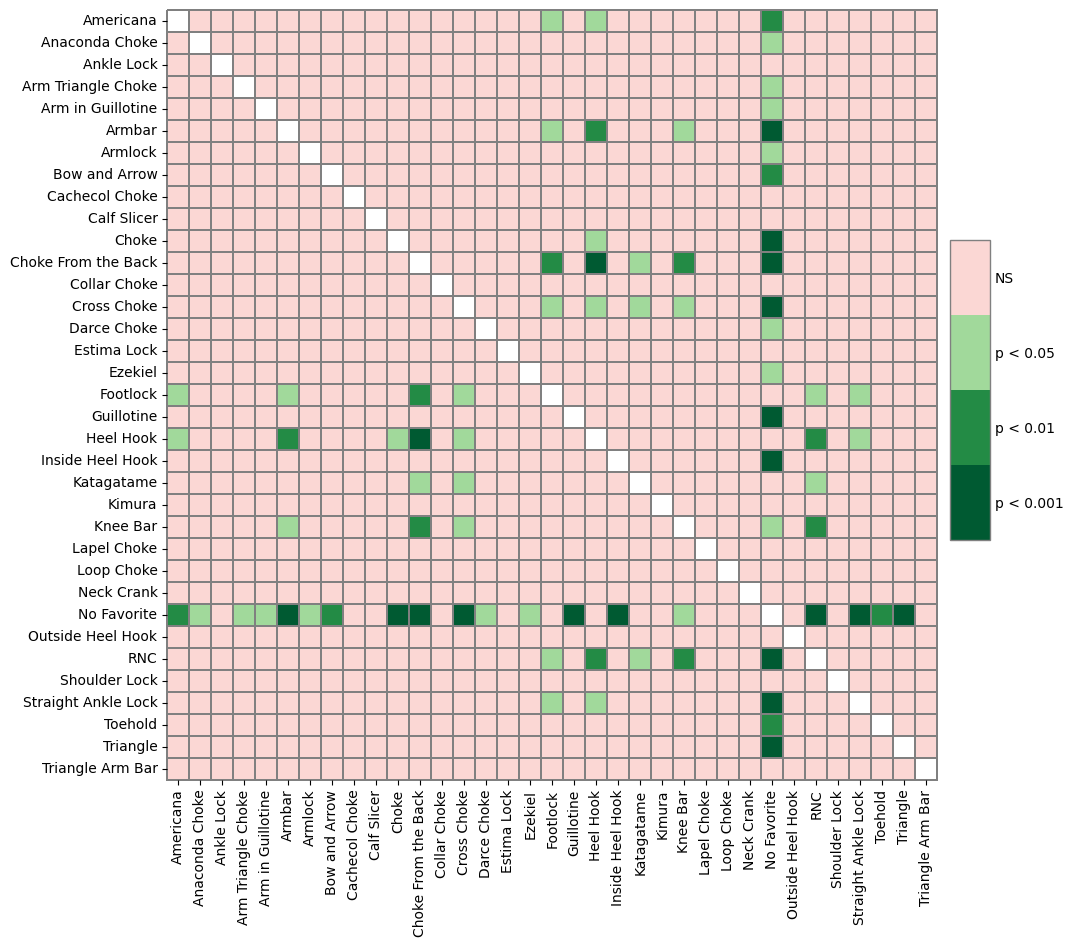 Americana
Anaconda Choke
Ankle Lock
Arm Triangle Choke
Arm in Guillotine
Armbar
Armlock
Bow and Arrow
Cachecol Choke
Calf Slicer
Choke
Choke From the Back
Collar Choke
Cross Choke
Darce Choke
Estima Lock
Ezekiel
Footlock
Guillotine
Heel Hook
Inside Heel Hook
Katagatame
Kimura
Knee Bar
Lapel Choke
Loop Choke
Neck Crank
No Favorite
Outside Heel Hook
RNC
Shoulder Lock
Straight Ankle Lock
Toehold
Triangle
Triangle Arm Bar
Americana
Anaconda Choke
Ankle Lock
Arm Triangle Choke
Arm in Guillotine
Armbar
Armlock
Bow and Arrow
Cachecol Choke
Calf Slicer
Choke
Choke From the Back
Collar Choke
Cross Choke
Darce Choke
Estima Lock
Ezekiel
Footlock
Guillotine
Heel Hook
Inside Heel Hook
Katagatame
Kimura
Knee Bar
Lapel Choke
Loop Choke
Neck Crank
No Favorite
Outside Heel Hook
RNC
Shoulder Lock
Straight Ankle Lock
Toehold
Triangle
Triangle Arm Bar
NS
p < 0.05
p < 0.01
p < 0.001